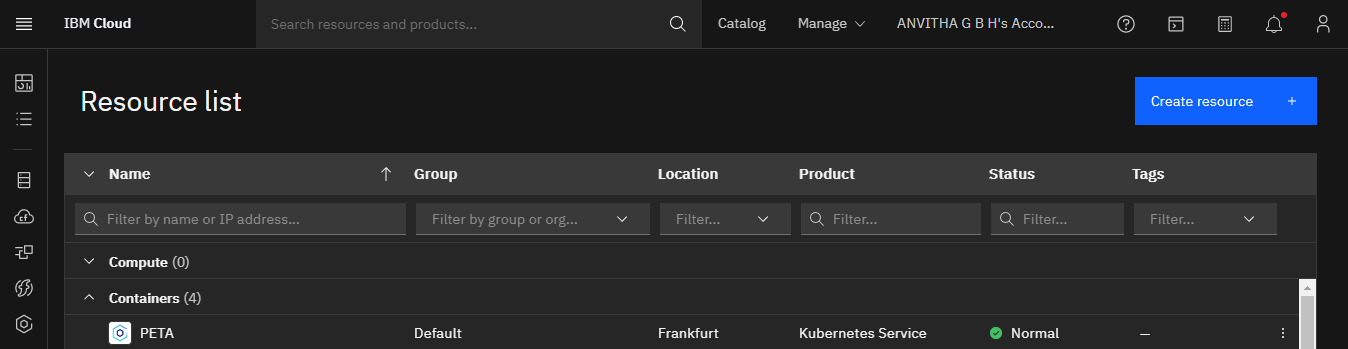 IBM Cloud Search resources and products... Catalog Manage ANVITHA G B H's Acco...
Resource list
Create resource +
Name Group Location Product Status Tags
Filter by name or IP address... Filter by group or org... Filter... Filter... Filter... Filter...
Compute (0)
Containers (4)
PETA Default Frankfurt Kubernetes Service Normal —